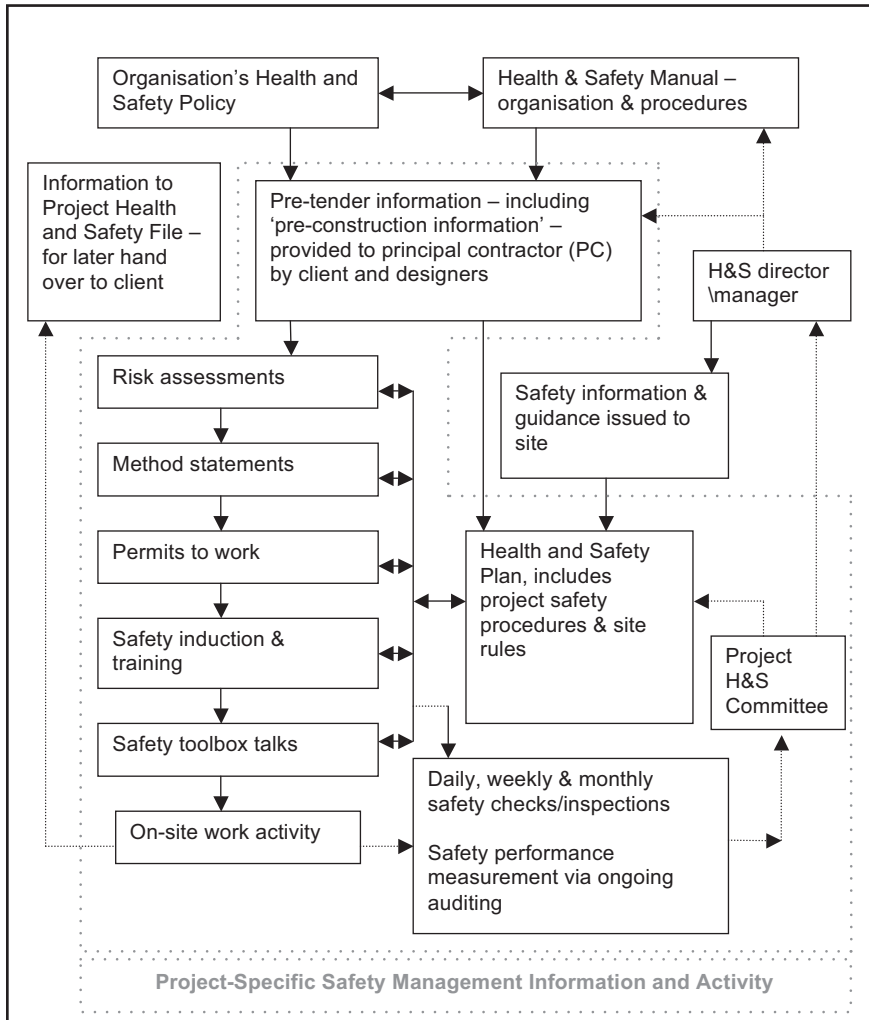 Organisation's Health and
Safety Policy
Health & Safety Manual –
organisation & procedures
Information to
Project Health
and Safety File –
for later hand
over to client
Pre-tender information – including
‘pre-construction information’ –
provided to principal contractor (PC)
by client and designers
H&S director
\manager
Risk assessments
Safety information &
guidance issued to
site
Method statements
Permits to work
Health and Safety
Plan, includes
project safety
procedures & site
rules
Safety induction &
training
Project
H&S
Committee
Safety toolbox talks
Daily, weekly & monthly
safety checks/inspections
Safety performance
measurement via ongoing
auditing
On-site work activity
Project-Specific Safety Management Information and Activity